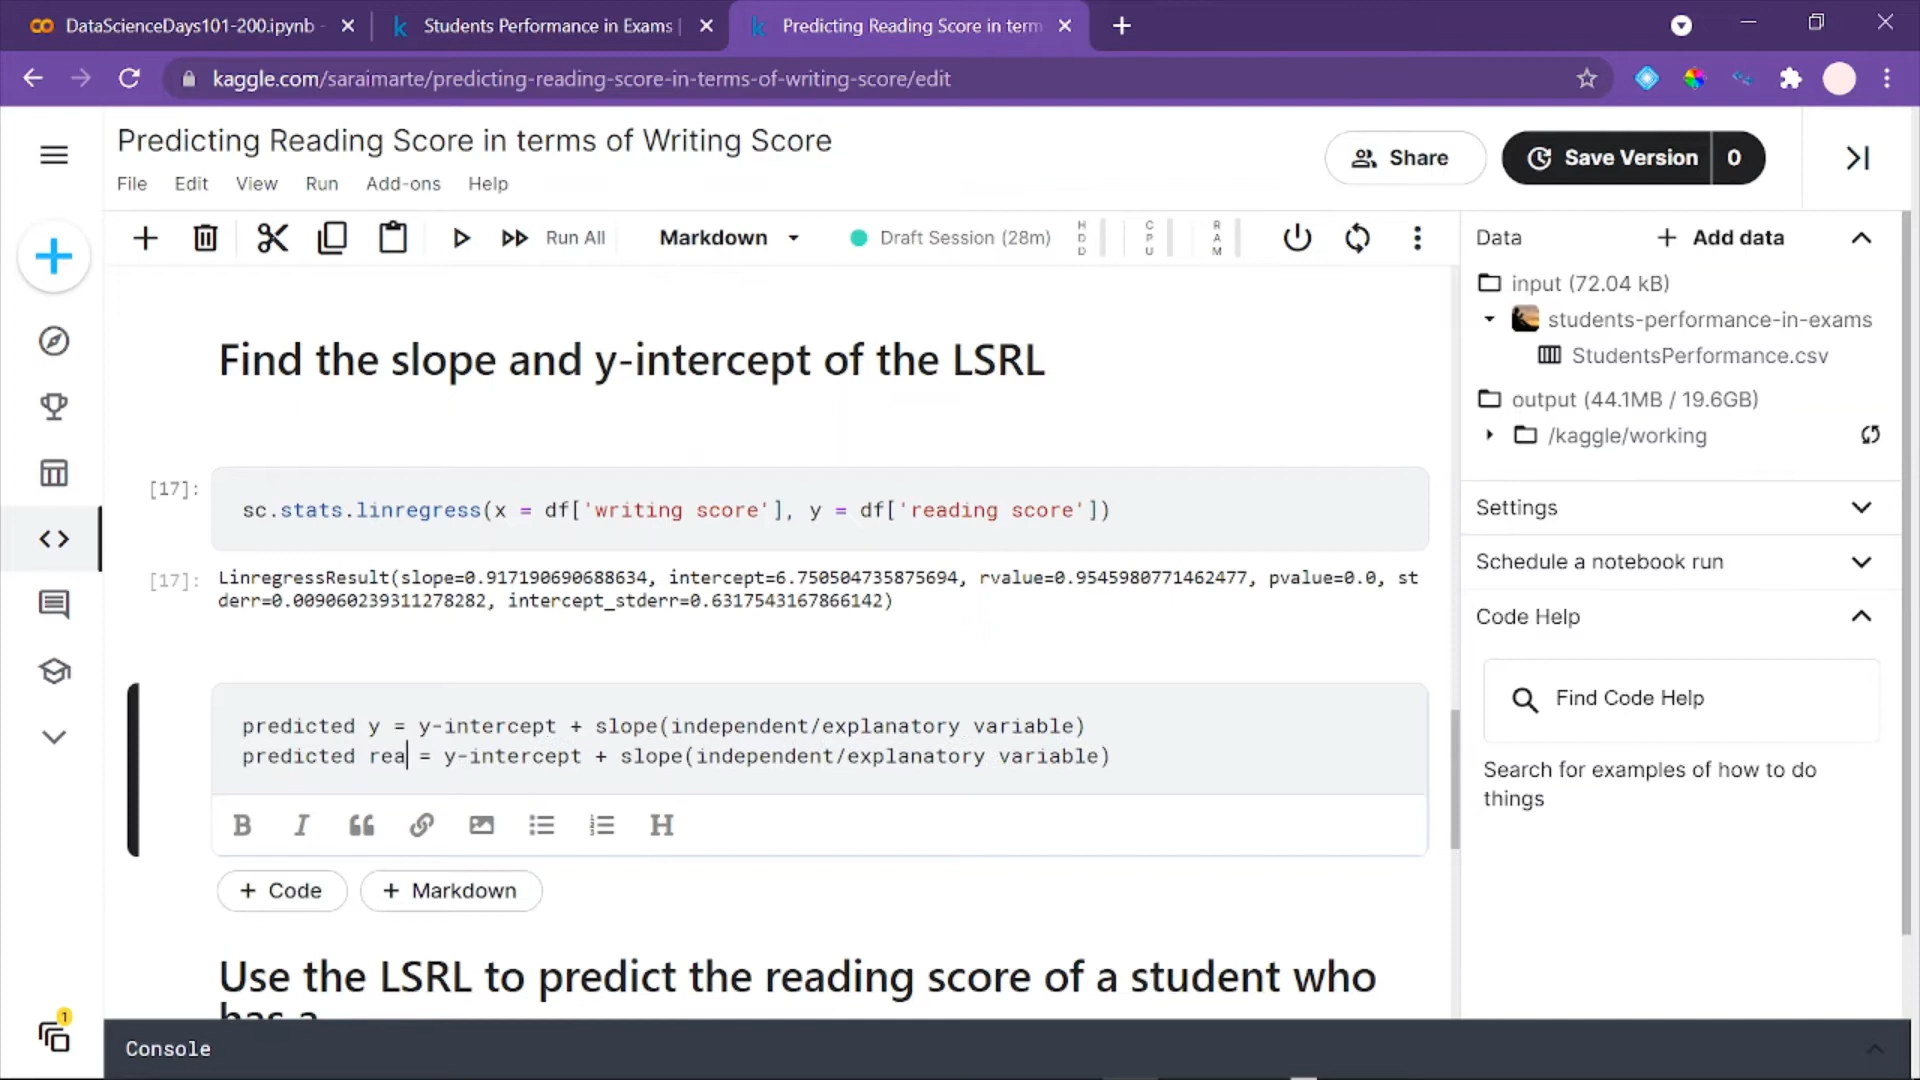 DataScienceDays101-200.ipynb -
Students Performance in Exams |
Predicting Reading Score in term
kaggle.com/saraimarte/predicting-reading-score-in-terms-of-writing-score/edit
Predicting Reading Score in terms of Writing Score
File Edit View Run Add-ons Help
Share
Save Version 0
Run All
Markdown
Draft Session (28m)
HDD
CPU
RAM
Data
+ Add data
input (72.04 kB)
students-performance-in-exams
StudentsPerformance.csv
output (44.1MB / 19.6GB)
/kaggle/working
Settings
Schedule a notebook run
Code Help
Find Code Help
Search for examples of how to do
things
Find the slope and y-intercept of the LSRL
[17]:
sc.stats.linregress(x = df['writing score'], y = df['reading score'])
[17]:
LinregressResult(slope=0.917190690688634, intercept=6.750504735875694, rvalue=0.9545980771462477, pvalue=0.0, st
derr=0.009060239311278282, intercept_stderr=0.6317543167866142)
predicted y = y-intercept + slope(independent/explanatory variable)
predicted rea = y-intercept + slope(independent/explanatory variable)
B I H
+ Code
+ Markdown
Use the LSRL to predict the reading score of a student who
has a
1
Console